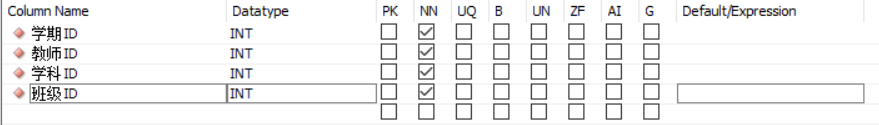 Column Name Datatype PK NN UQ B UN ZF AI G Default/Expression
学期ID INT
教师ID INT
学科ID INT
班级ID INT